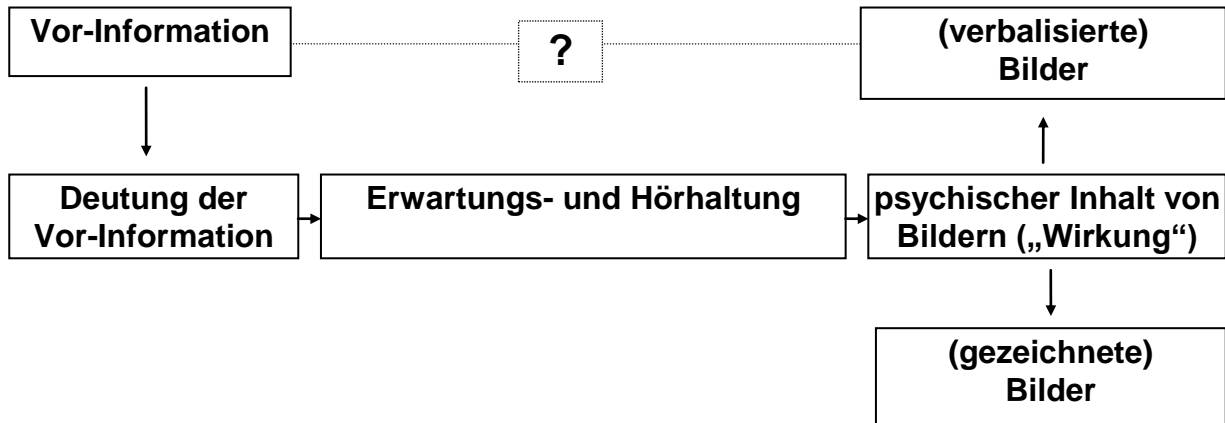 Vor-Information
?
(verbalisierte)
Bilder
Deutung der
Vor-Information
Erwartungs- und Hörhaltung
psychischer Inhalt von
Bildern („Wirkung“)
(gezeichnete)
Bilder